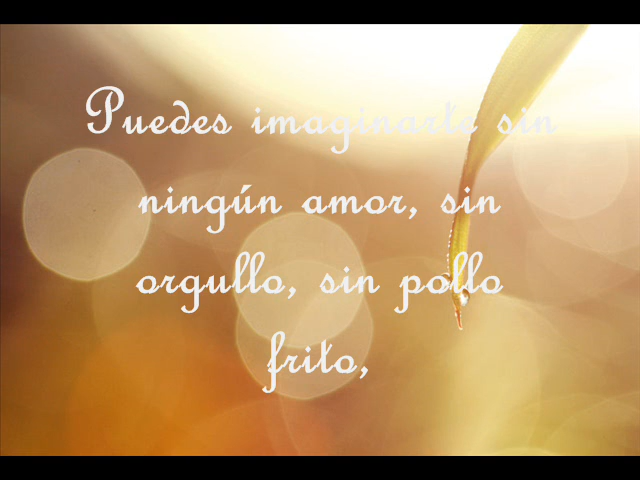 Puedes imaginarte sin
ningún amor, sin
orgullo, sin pollo
frito,